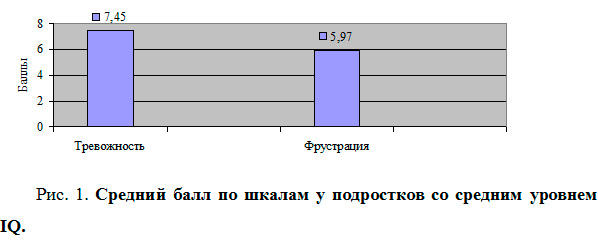 7,45
5,97
8
6
4
2
0
Баллы
Тревожность
Фрустрация
Рис. 1. Средний балл по шкалам у подростков со средним уровнем
IQ.